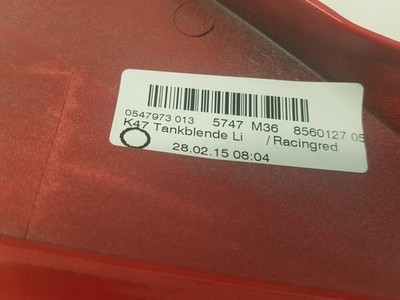 0547973 013 5747 M36 8560127 05
K47 Tankblende Li / Racingred
28.02.15 08:04